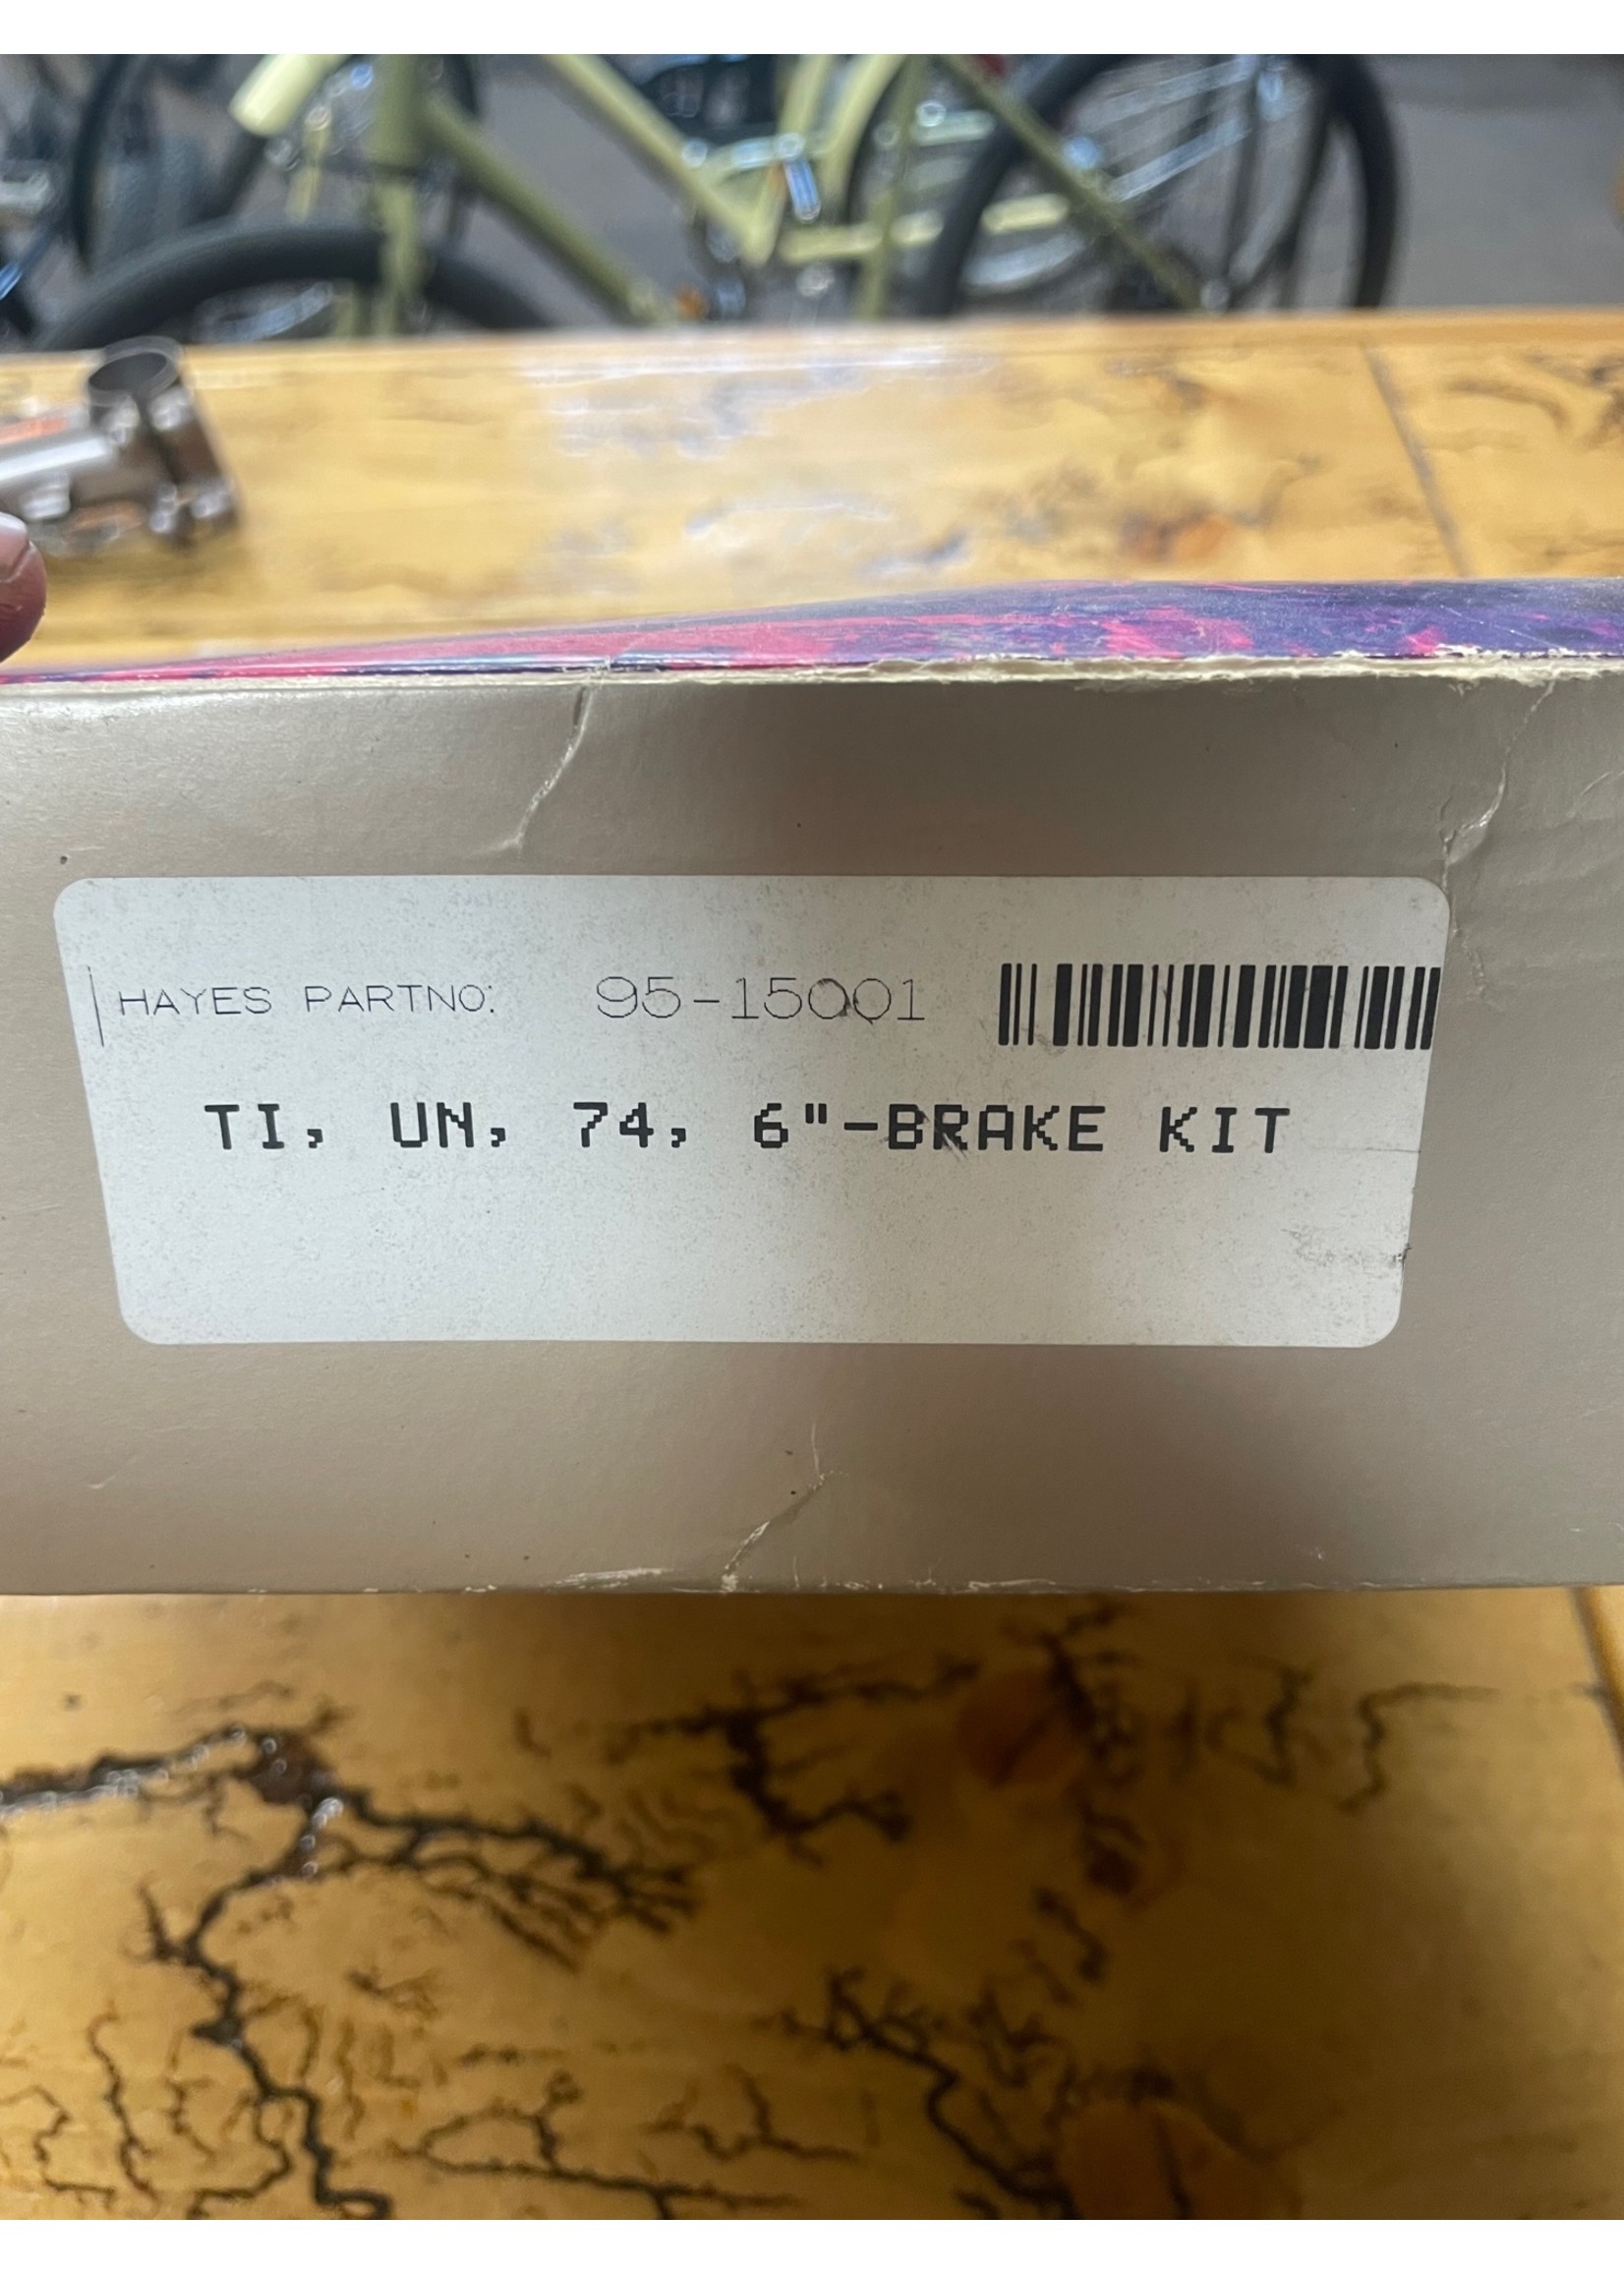 HAYES PARTNO: 95-15001
TI, UN, 74, 6"-BRAKE KIT